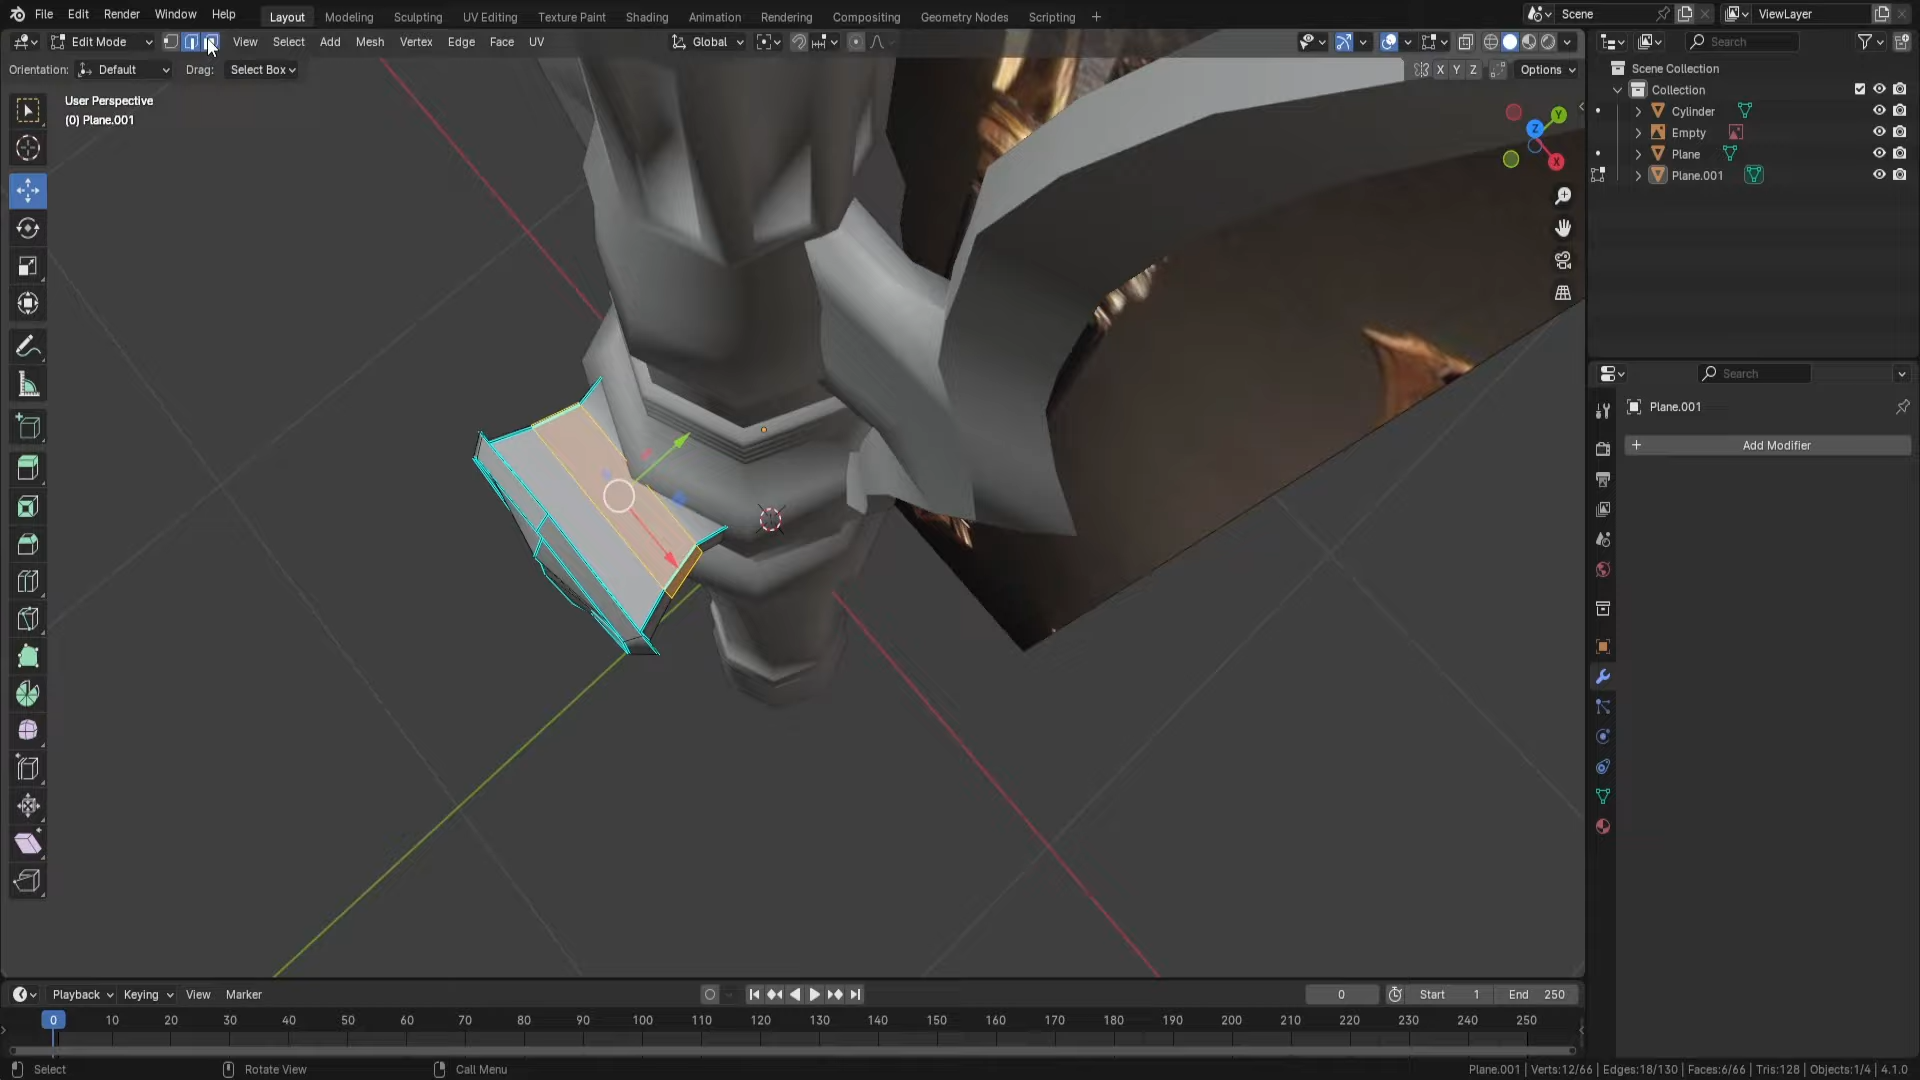 File Edit Render Window Help Layout Modeling Sculpting UV Editing Texture Paint Shading Animation Rendering Compositing Geometry Nodes Scripting + Scene ViewLayer
Edit Mode View Select Add Mesh Vertex Edge Face UV Global Search
Orientation: Default Drag: Select Box X Y Z Options
Scene Collection
Collection
Cylinder
Empty
Plane
Plane.001
User Perspective
(0) Plane.001
Y
Z
X
Search
Plane.001
+ Add Modifier
Playback Keying View Marker 0 Start 1 End 250
0 10 20 30 40 50 60 70 80 90 100 110 120 130 140 150 160 170 180 190 200 210 220 230 240 250
Select Rotate View Call Menu Plane.001 | Verts:12/66 | Edges:18/130 | Faces:6/66 | Tris:128 | Objects:1/4 | 4.1.0